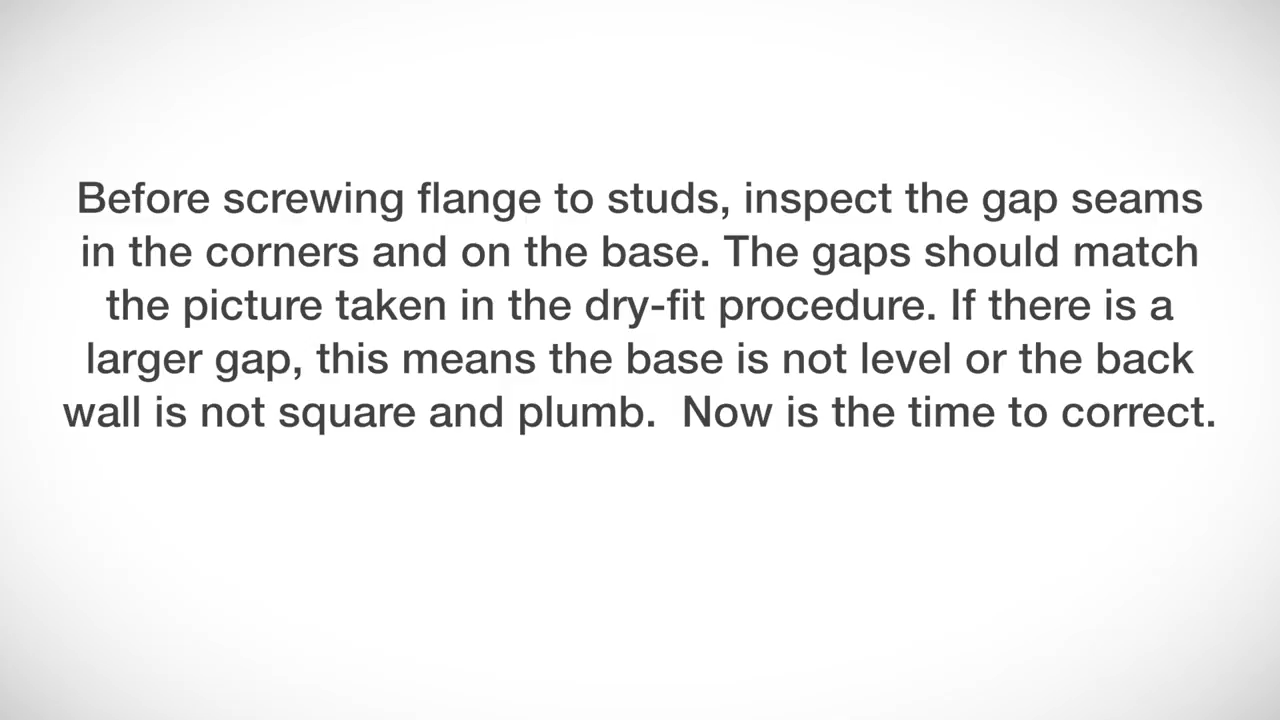 Before screwing flange to studs, inspect the gap seams
in the corners and on the base. The gaps should match
the picture taken in the dry-fit procedure. If there is a
larger gap, this means the base is not level or the back
wall is not square and plumb.  Now is the time to correct.